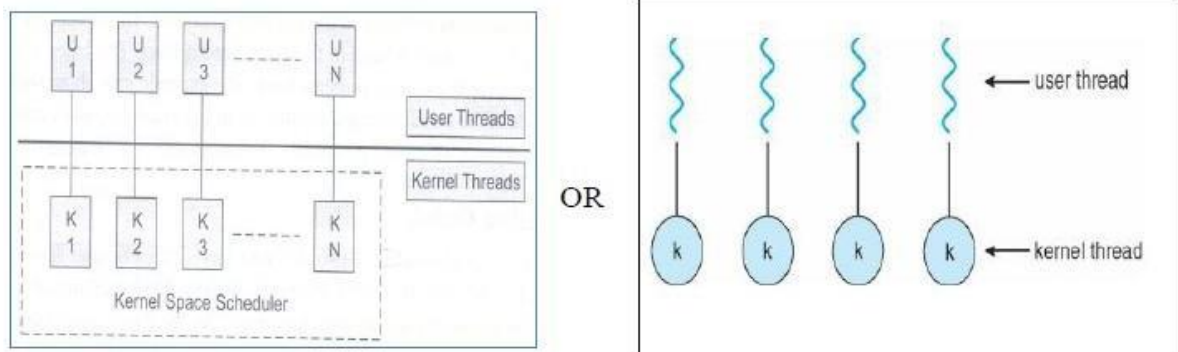 U 1
U 2
U 3
U N
User Threads
Kernel Threads
K 1
K 2
K 3
K N
Kernel Space Scheduler
OR
user thread
k k k k
kernel thread